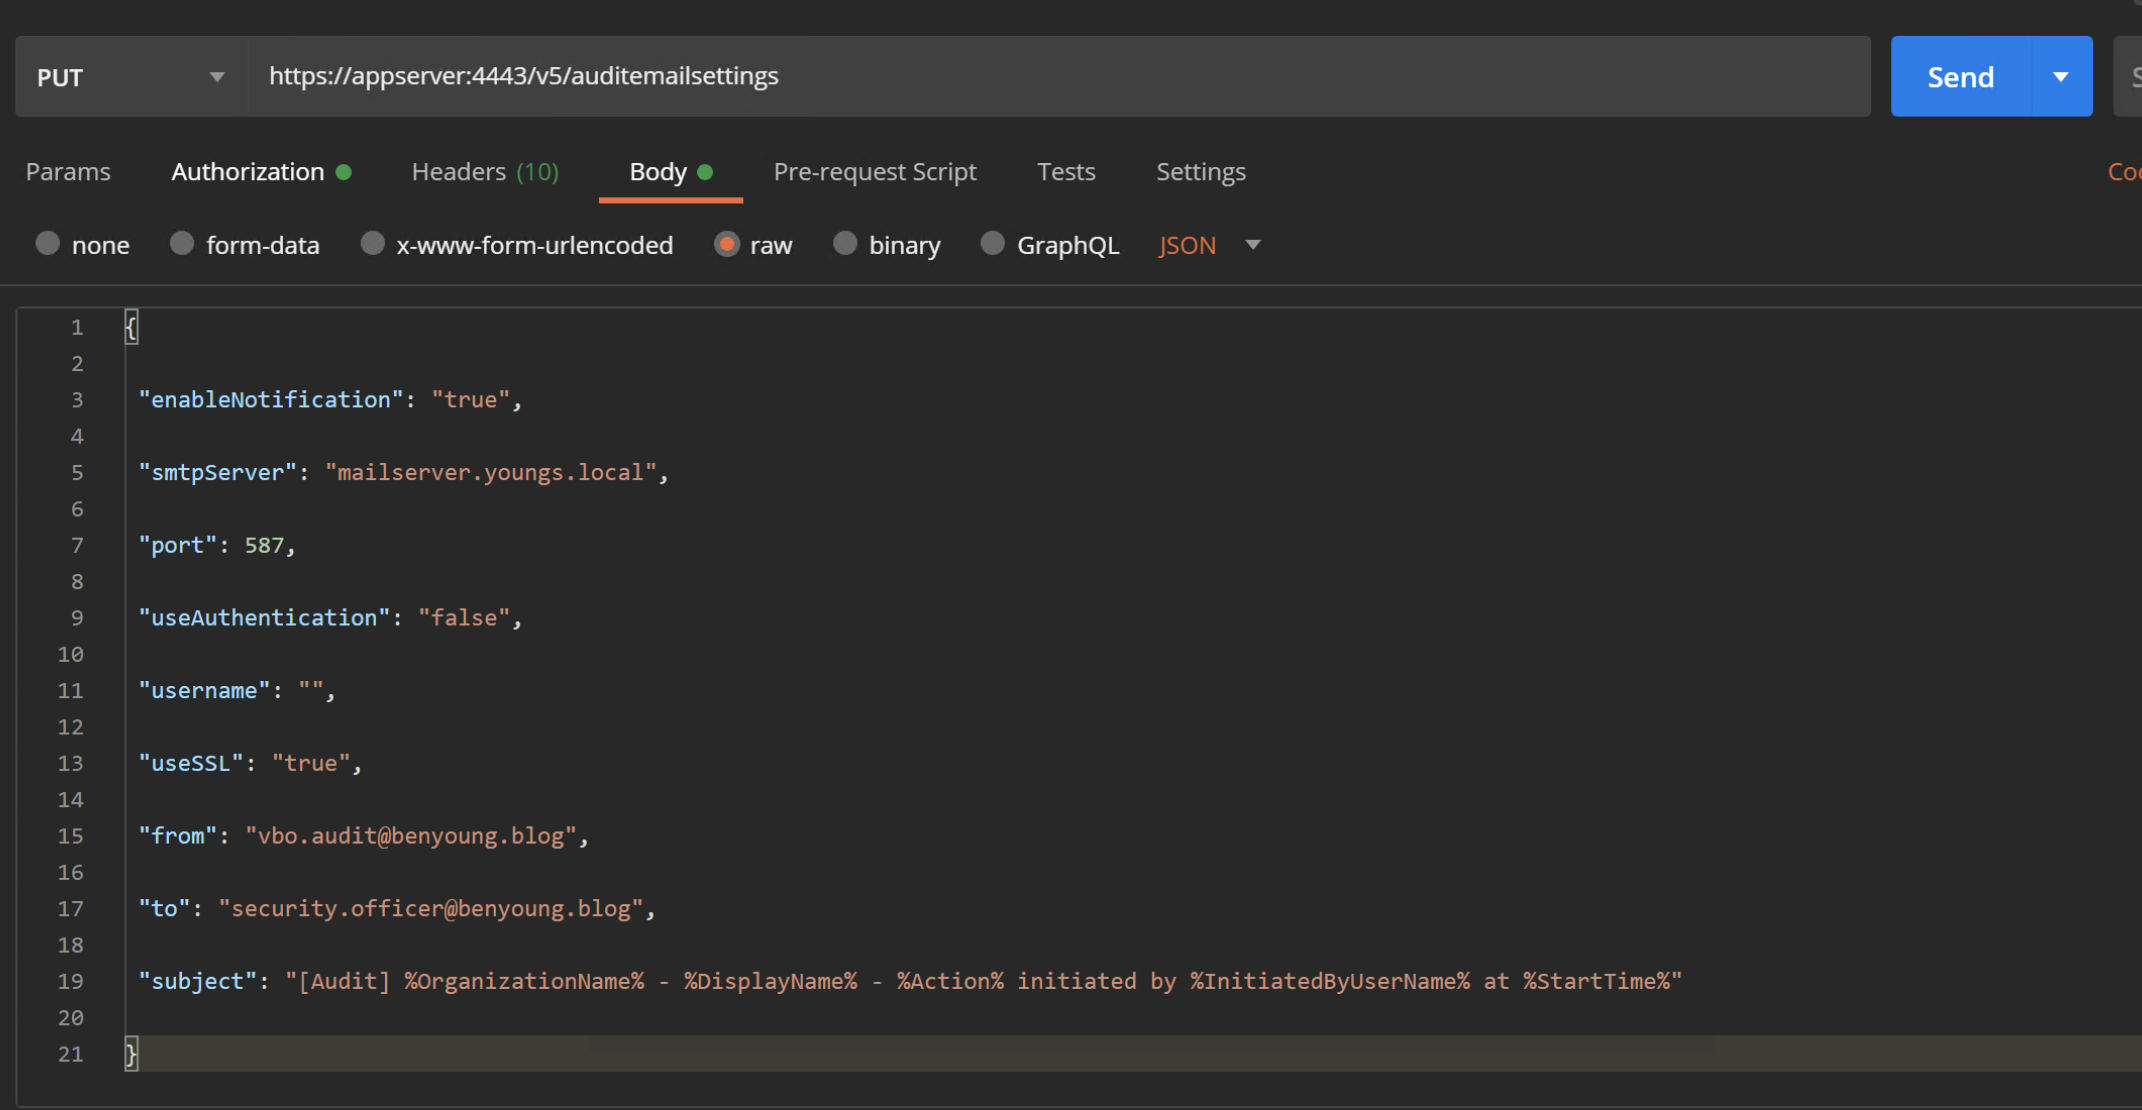 PUT https://appserver:4443/v5/auditemailsettings Send
Params Authorization Headers (10) Body Pre-request Script Tests Settings
none form-data x-www-form-urlencoded raw binary GraphQL JSON
1 {
2
3 "enableNotification": "true",
4
5 "smtpServer": "mailserver.youngs.local",
6
7 "port": 587,
8
9 "useAuthentication": "false",
10
11 "username": "",
12
13 "useSSL": "true",
14
15 "from": "vbo.audit@benyoung.blog",
16
17 "to": "security.officer@benyoung.blog",
18
19 "subject": "[Audit] %OrganizationName% - %DisplayName% - %Action% initiated by %InitiatedByUserName% at %StartTime%"
20
21 }